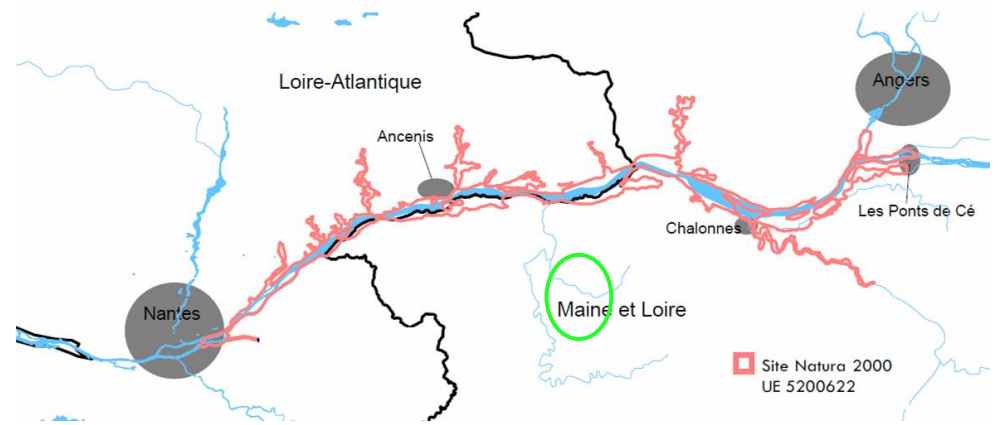 Loire-Atlantique
Angers
Ancenis
Les Ponts de Cé
Chalonnes
Nantes
Maine et Loire
Site Natura 2000
UE 5200622